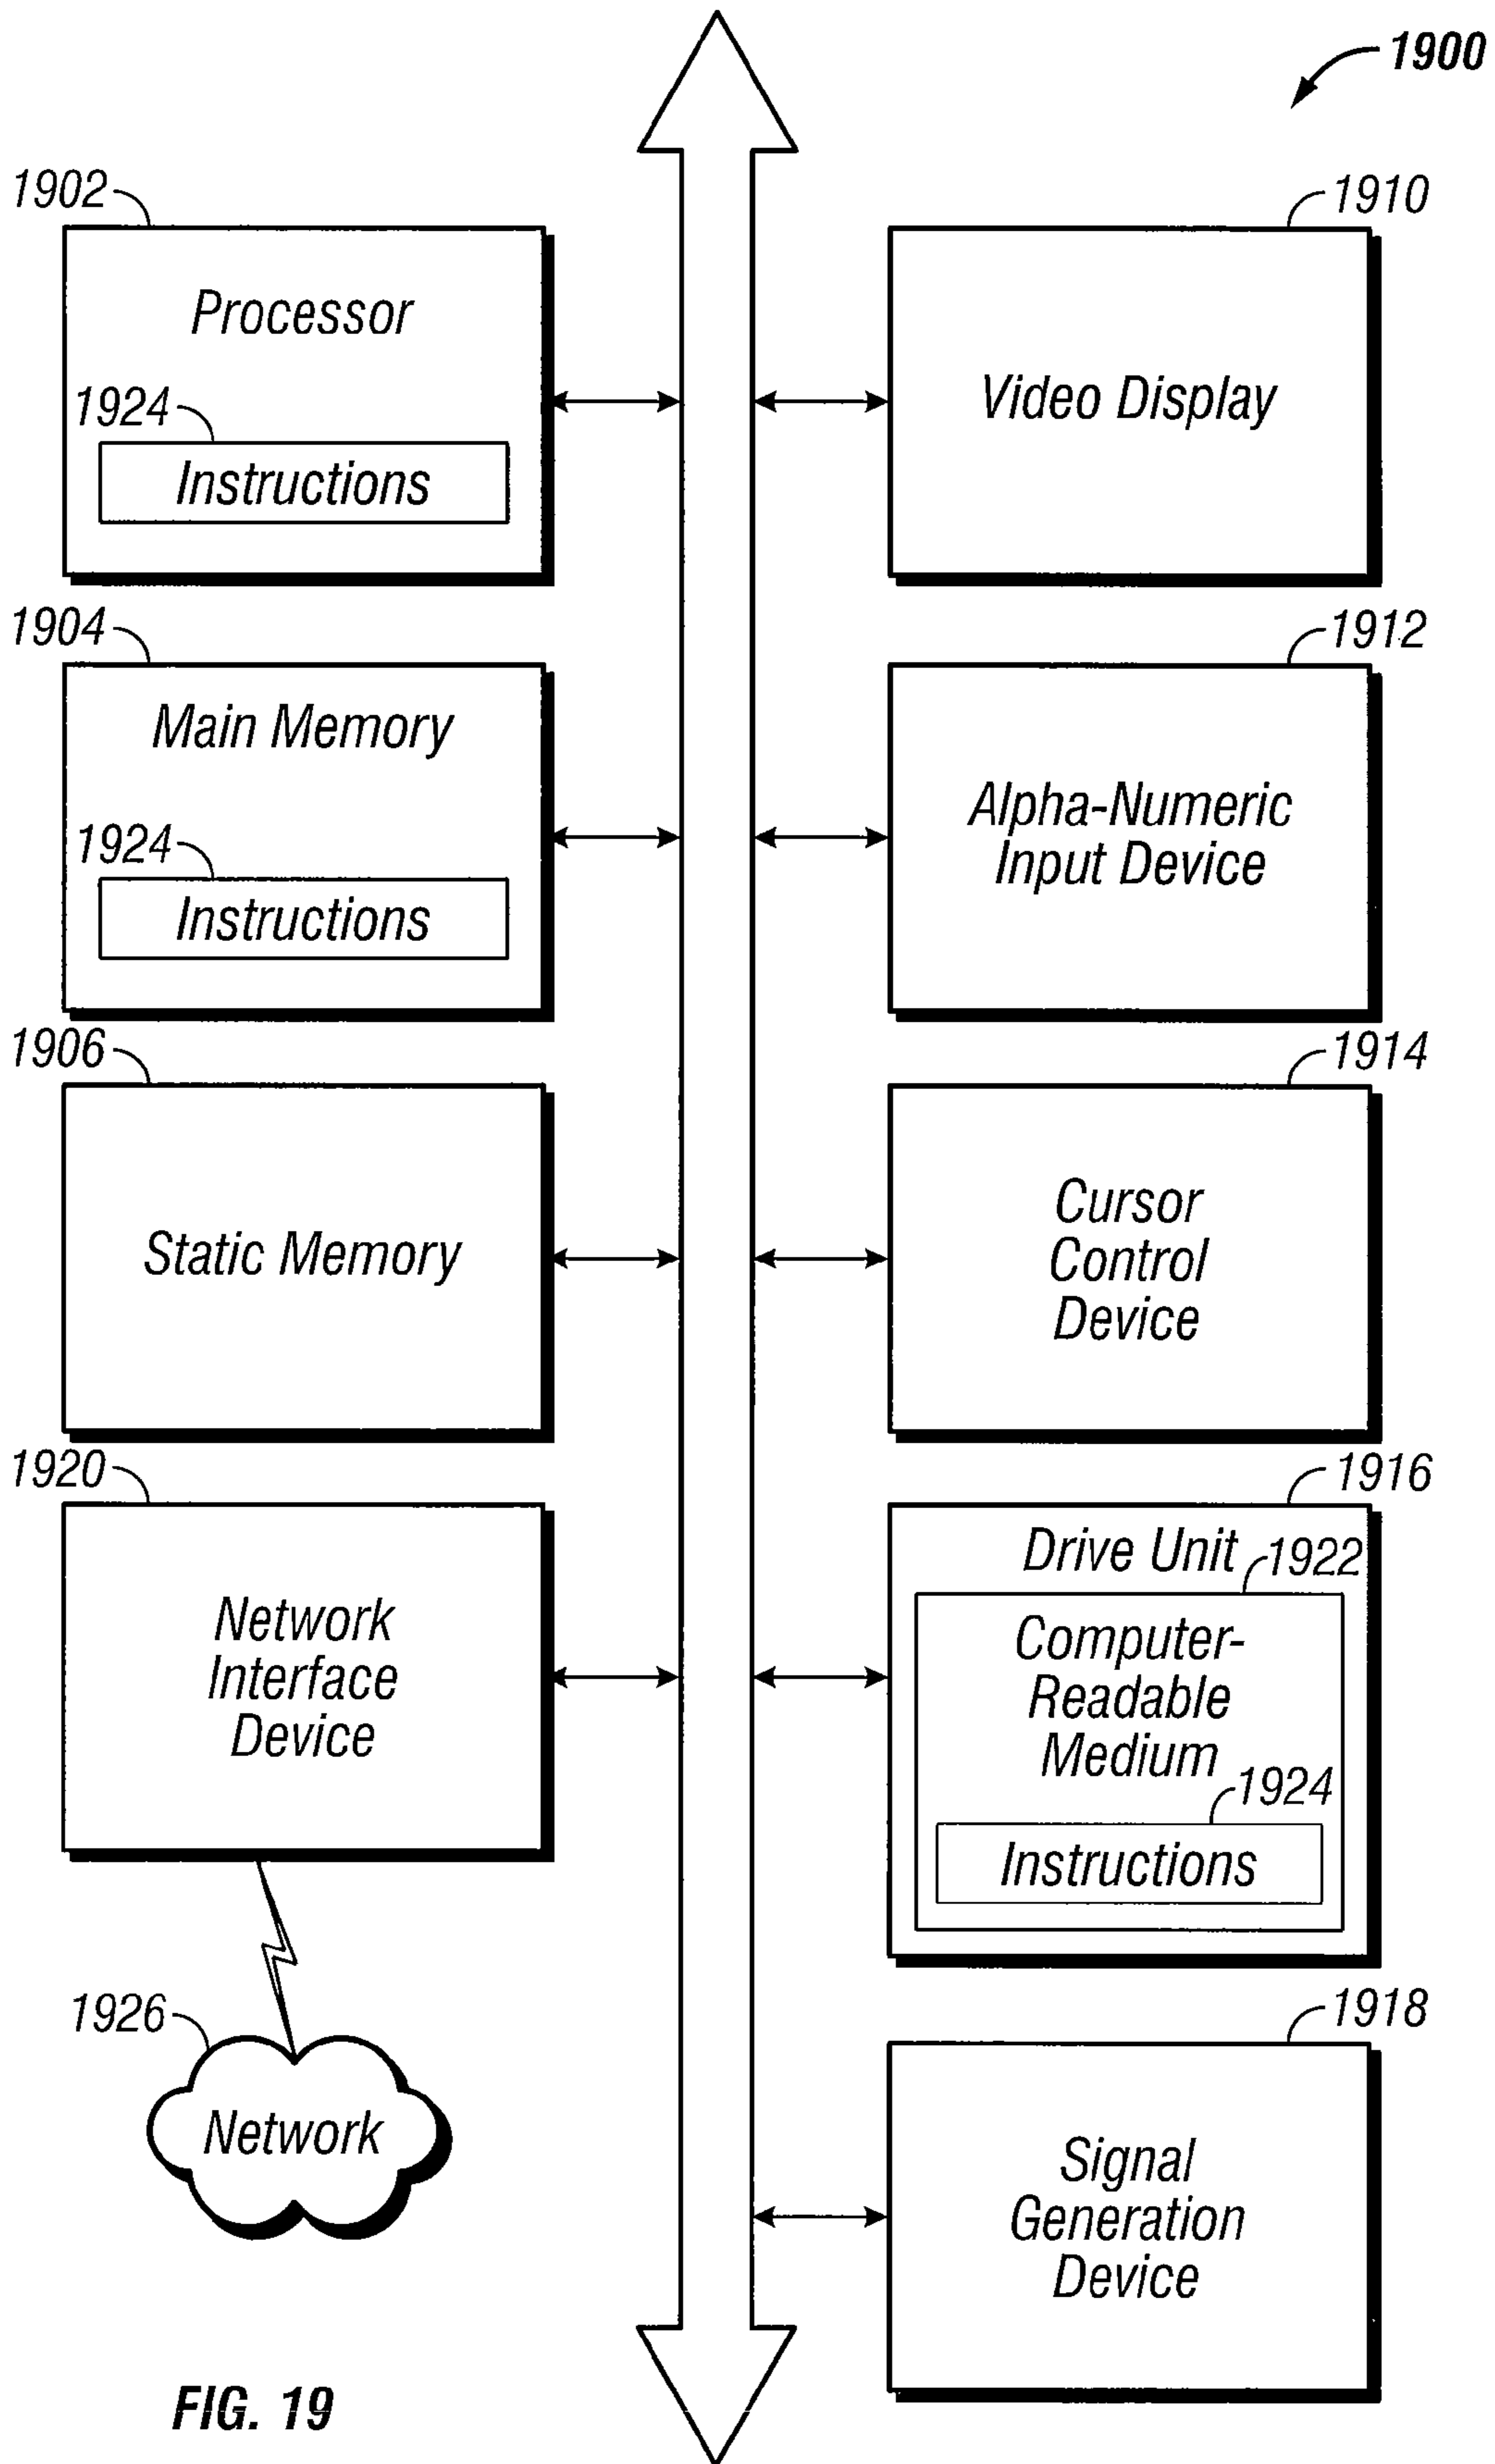 1900
1902
Processor
1924
Instructions
1904
Main Memory
1924
Instructions
1906
Static Memory
1920
Network
Interface
Device
1926
Network
1910
Video Display
1912
Alpha-Numeric
Input Device
1914
Cursor
Control
Device
1916
Drive Unit
1922
Computer-
Readable
Medium
1924
Instructions
1918
Signal
Generation
Device
FIG. 19